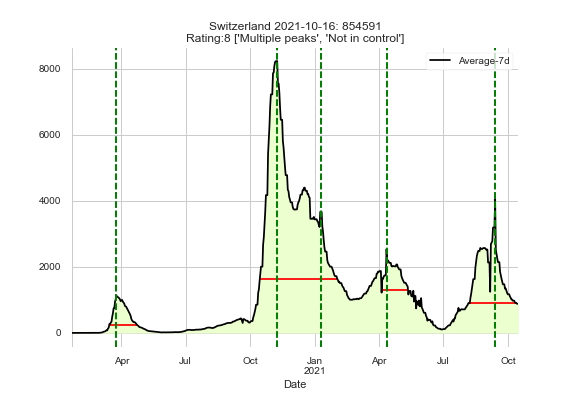 Switzerland 2021-10-16: 854591
Rating:8 ['Multiple peaks', 'Not in control']
Average-7d
8000
6000
4000
2000
0
Apr Jul Oct Jan Apr Jul Oct
2021
Date